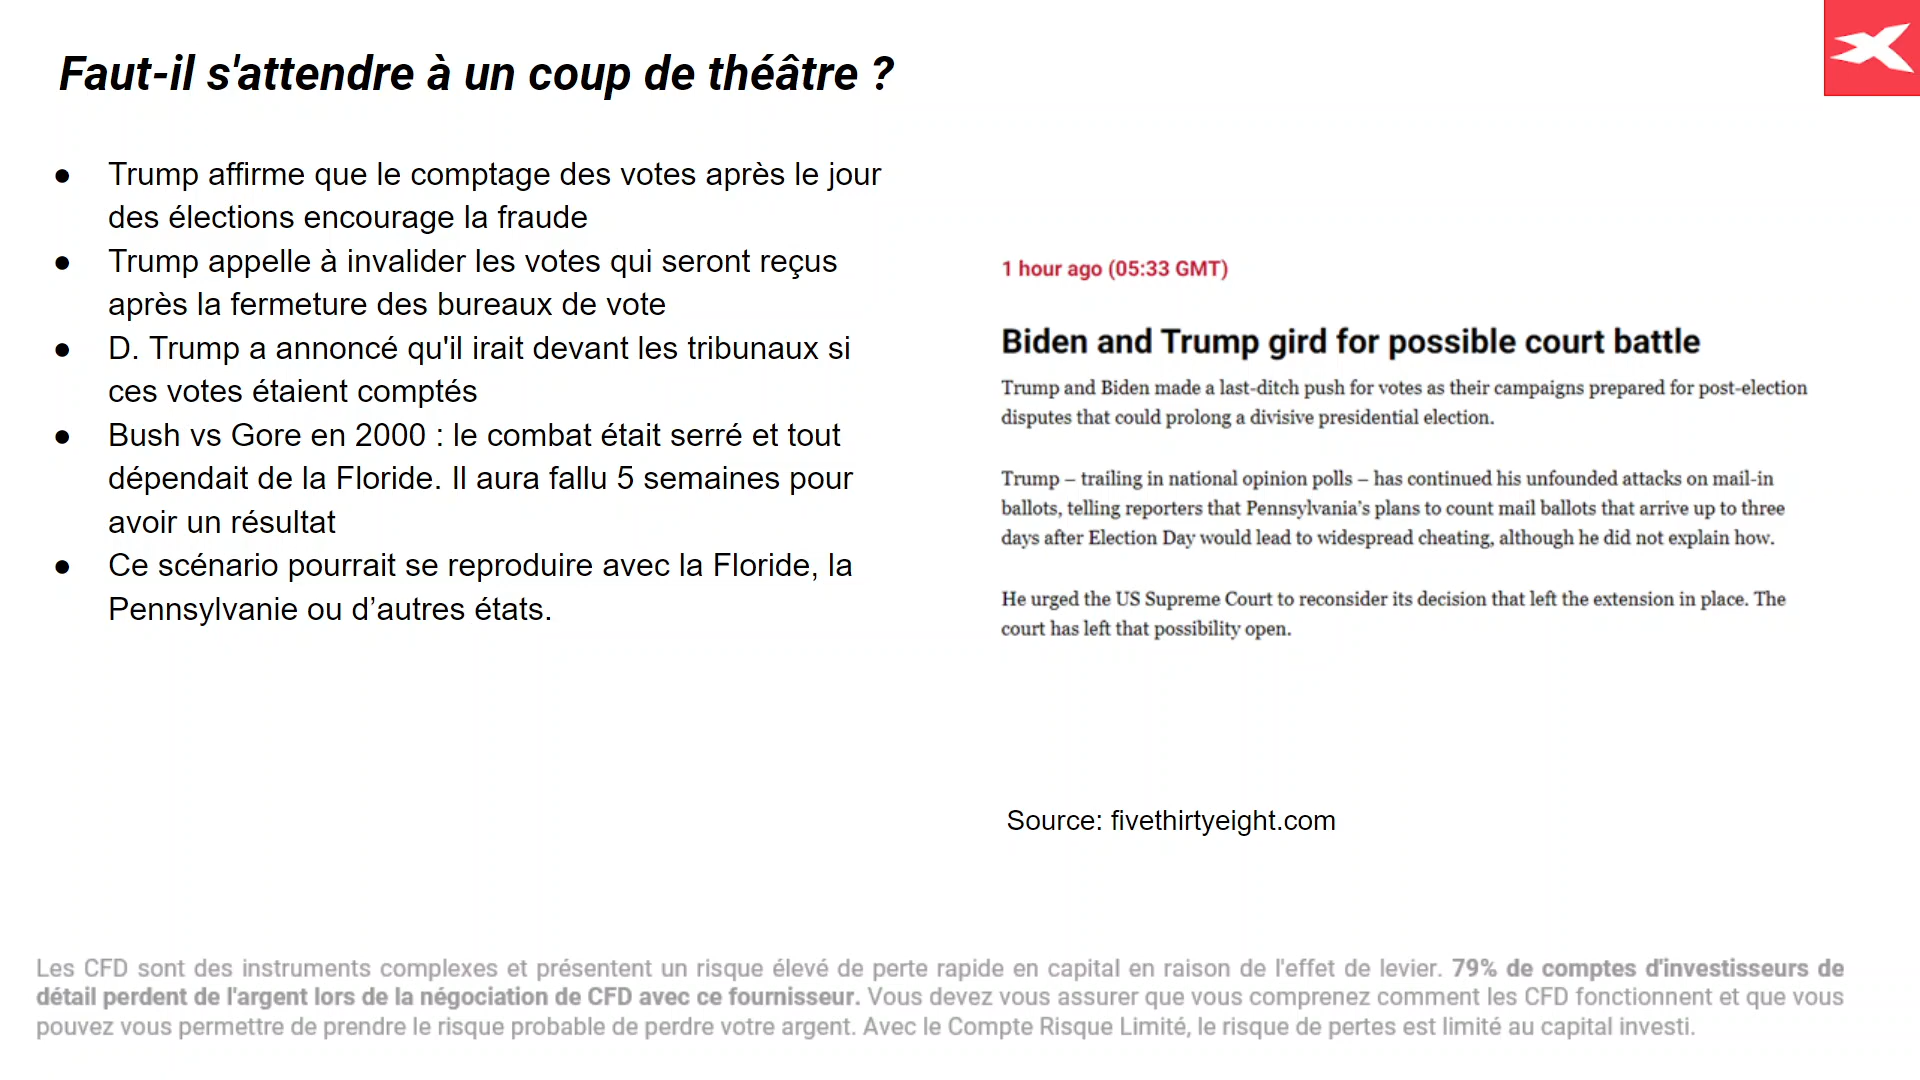 Faut-il s'attendre à un coup de théâtre ?
● Trump affirme que le comptage des votes après le jour
des élections encourage la fraude
● Trump appelle à invalider les votes qui seront reçus
après la fermeture des bureaux de vote
● D. Trump a annoncé qu'il irait devant les tribunaux si
ces votes étaient comptés
● Bush vs Gore en 2000 : le combat était serré et tout
dépendait de la Floride. Il aura fallu 5 semaines pour
avoir un résultat
● Ce scénario pourrait se reproduire avec la Floride, la
Pennsylvanie ou d’autres états.
1 hour ago (05:33 GMT)
Biden and Trump gird for possible court battle
Trump and Biden made a last-ditch push for votes as their campaigns prepared for post-election
disputes that could prolong a divisive presidential election.
Trump – trailing in national opinion polls – has continued his unfounded attacks on mail-in
ballots, telling reporters that Pennsylvania’s plans to count mail ballots that arrive up to three
days after Election Day would lead to widespread cheating, although he did not explain how.
He urged the US Supreme Court to reconsider its decision that left the extension in place. The
court has left that possibility open.
Source: fivethirtyeight.com
Les CFD sont des instruments complexes et présentent un risque élevé de perte rapide en capital en raison de l'effet de levier. 79% de comptes d'investisseurs de
détail perdent de l'argent lors de la négociation de CFD avec ce fournisseur. Vous devez vous assurer que vous comprenez comment les CFD fonctionnent et que vous
pouvez vous permettre de prendre le risque probable de perdre votre argent. Avec le Compte Risque Limité, le risque de pertes est limité au capital investi.